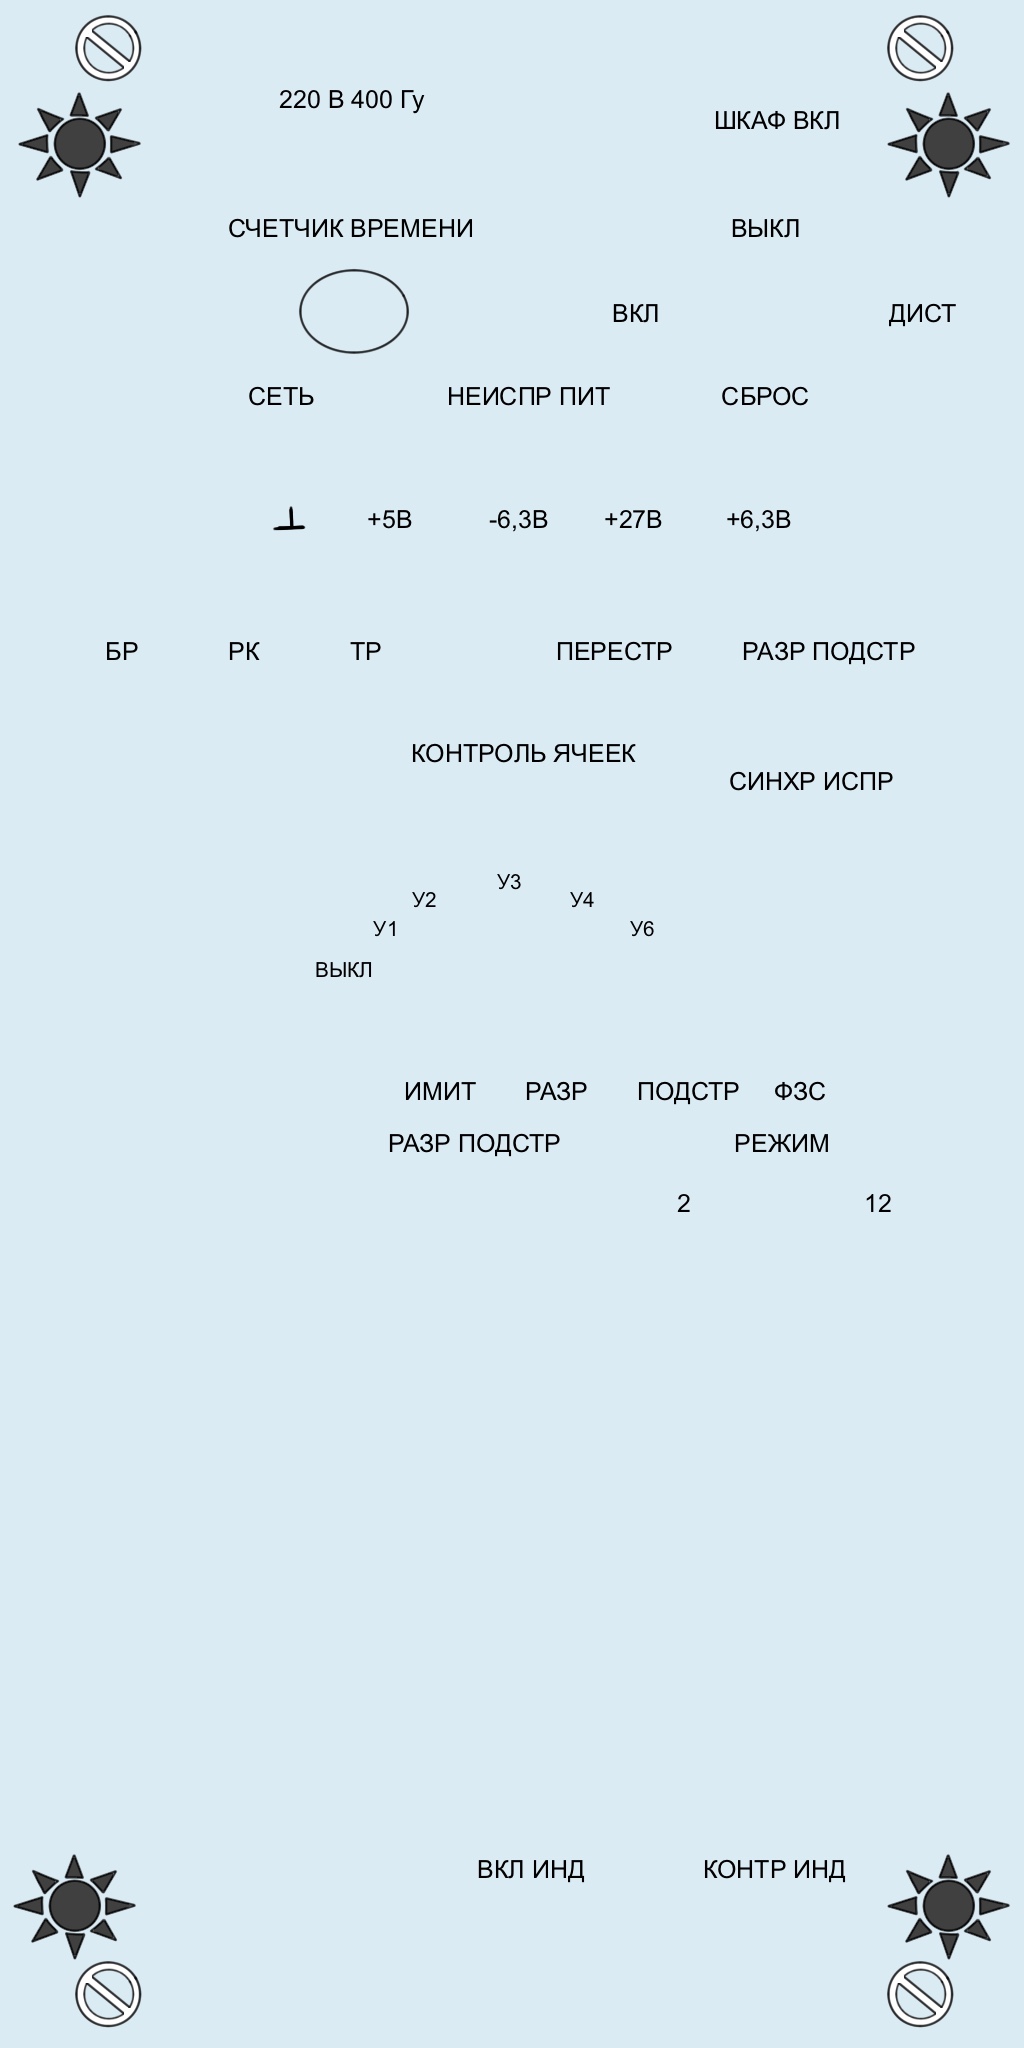 220 В 400 Гу
ШКАФ ВКЛ
СЧЕТЧИК ВРЕМЕНИ ВЫКЛ
ВКЛ ДИСТ
СЕТЬ НЕИСПР ПИТ СБРОС
+5В -6,3В +27В +6,3В
БР РК ТР ПЕРЕСТР РАЗР ПОДСТР
КОНТРОЛЬ ЯЧЕЕК
СИНХР ИСПР
У3
У2 У4
У1 У6
ВЫКЛ
ИМИТ РАЗР ПОДСТР ФЗС
РАЗР ПОДСТР РЕЖИМ
2 12
ВКЛ ИНД КОНТР ИНД